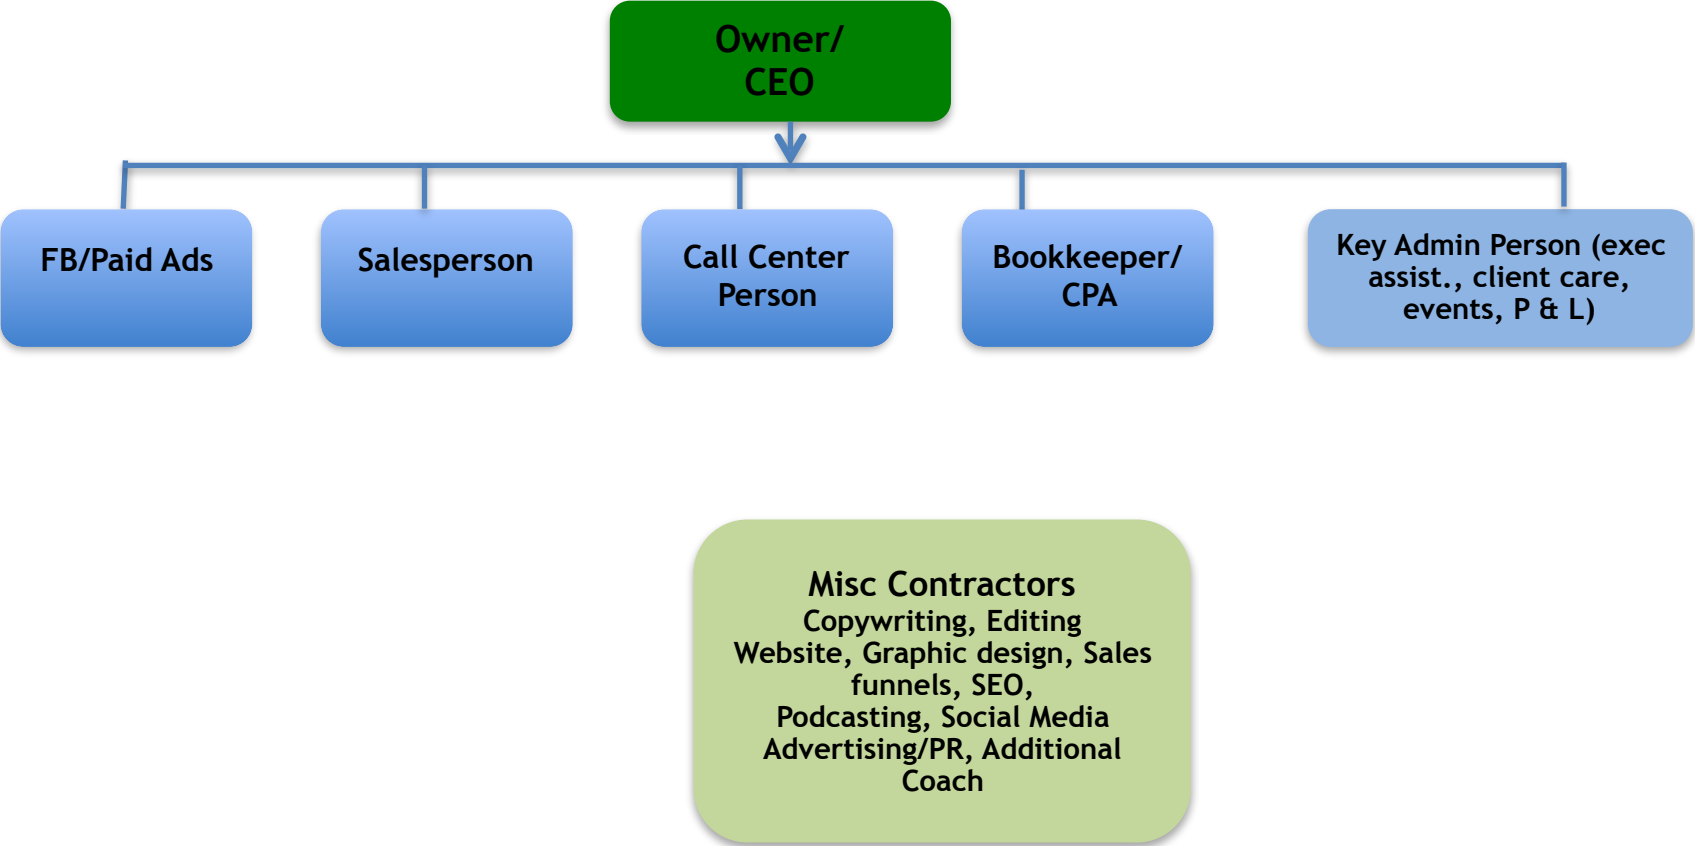 Owner/
CEO
FB/Paid Ads
Salesperson
Call Center
Person
Bookkeeper/
CPA
Key Admin Person (exec
assist., client care,
events, P & L)
Misc Contractors
Copywriting, Editing
Website, Graphic design, Sales
funnels, SEO,
Podcasting, Social Media
Advertising/PR, Additional
Coach